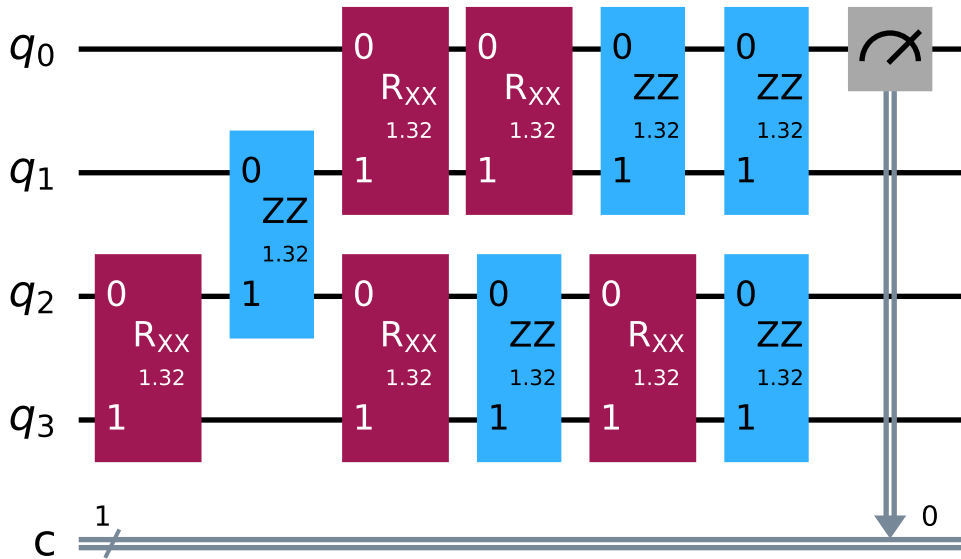 q0 0 0 0 0
RXX RXX ZZ ZZ
1.32 1.32 1.32 1.32
q1 0 1 1 1 1
ZZ
1.32
q2 0 1 0 0 0 0
RXX RXX ZZ RXX ZZ
1.32 1.32 1.32 1.32 1.32
q3 1 1 1 1 1
1 0
c